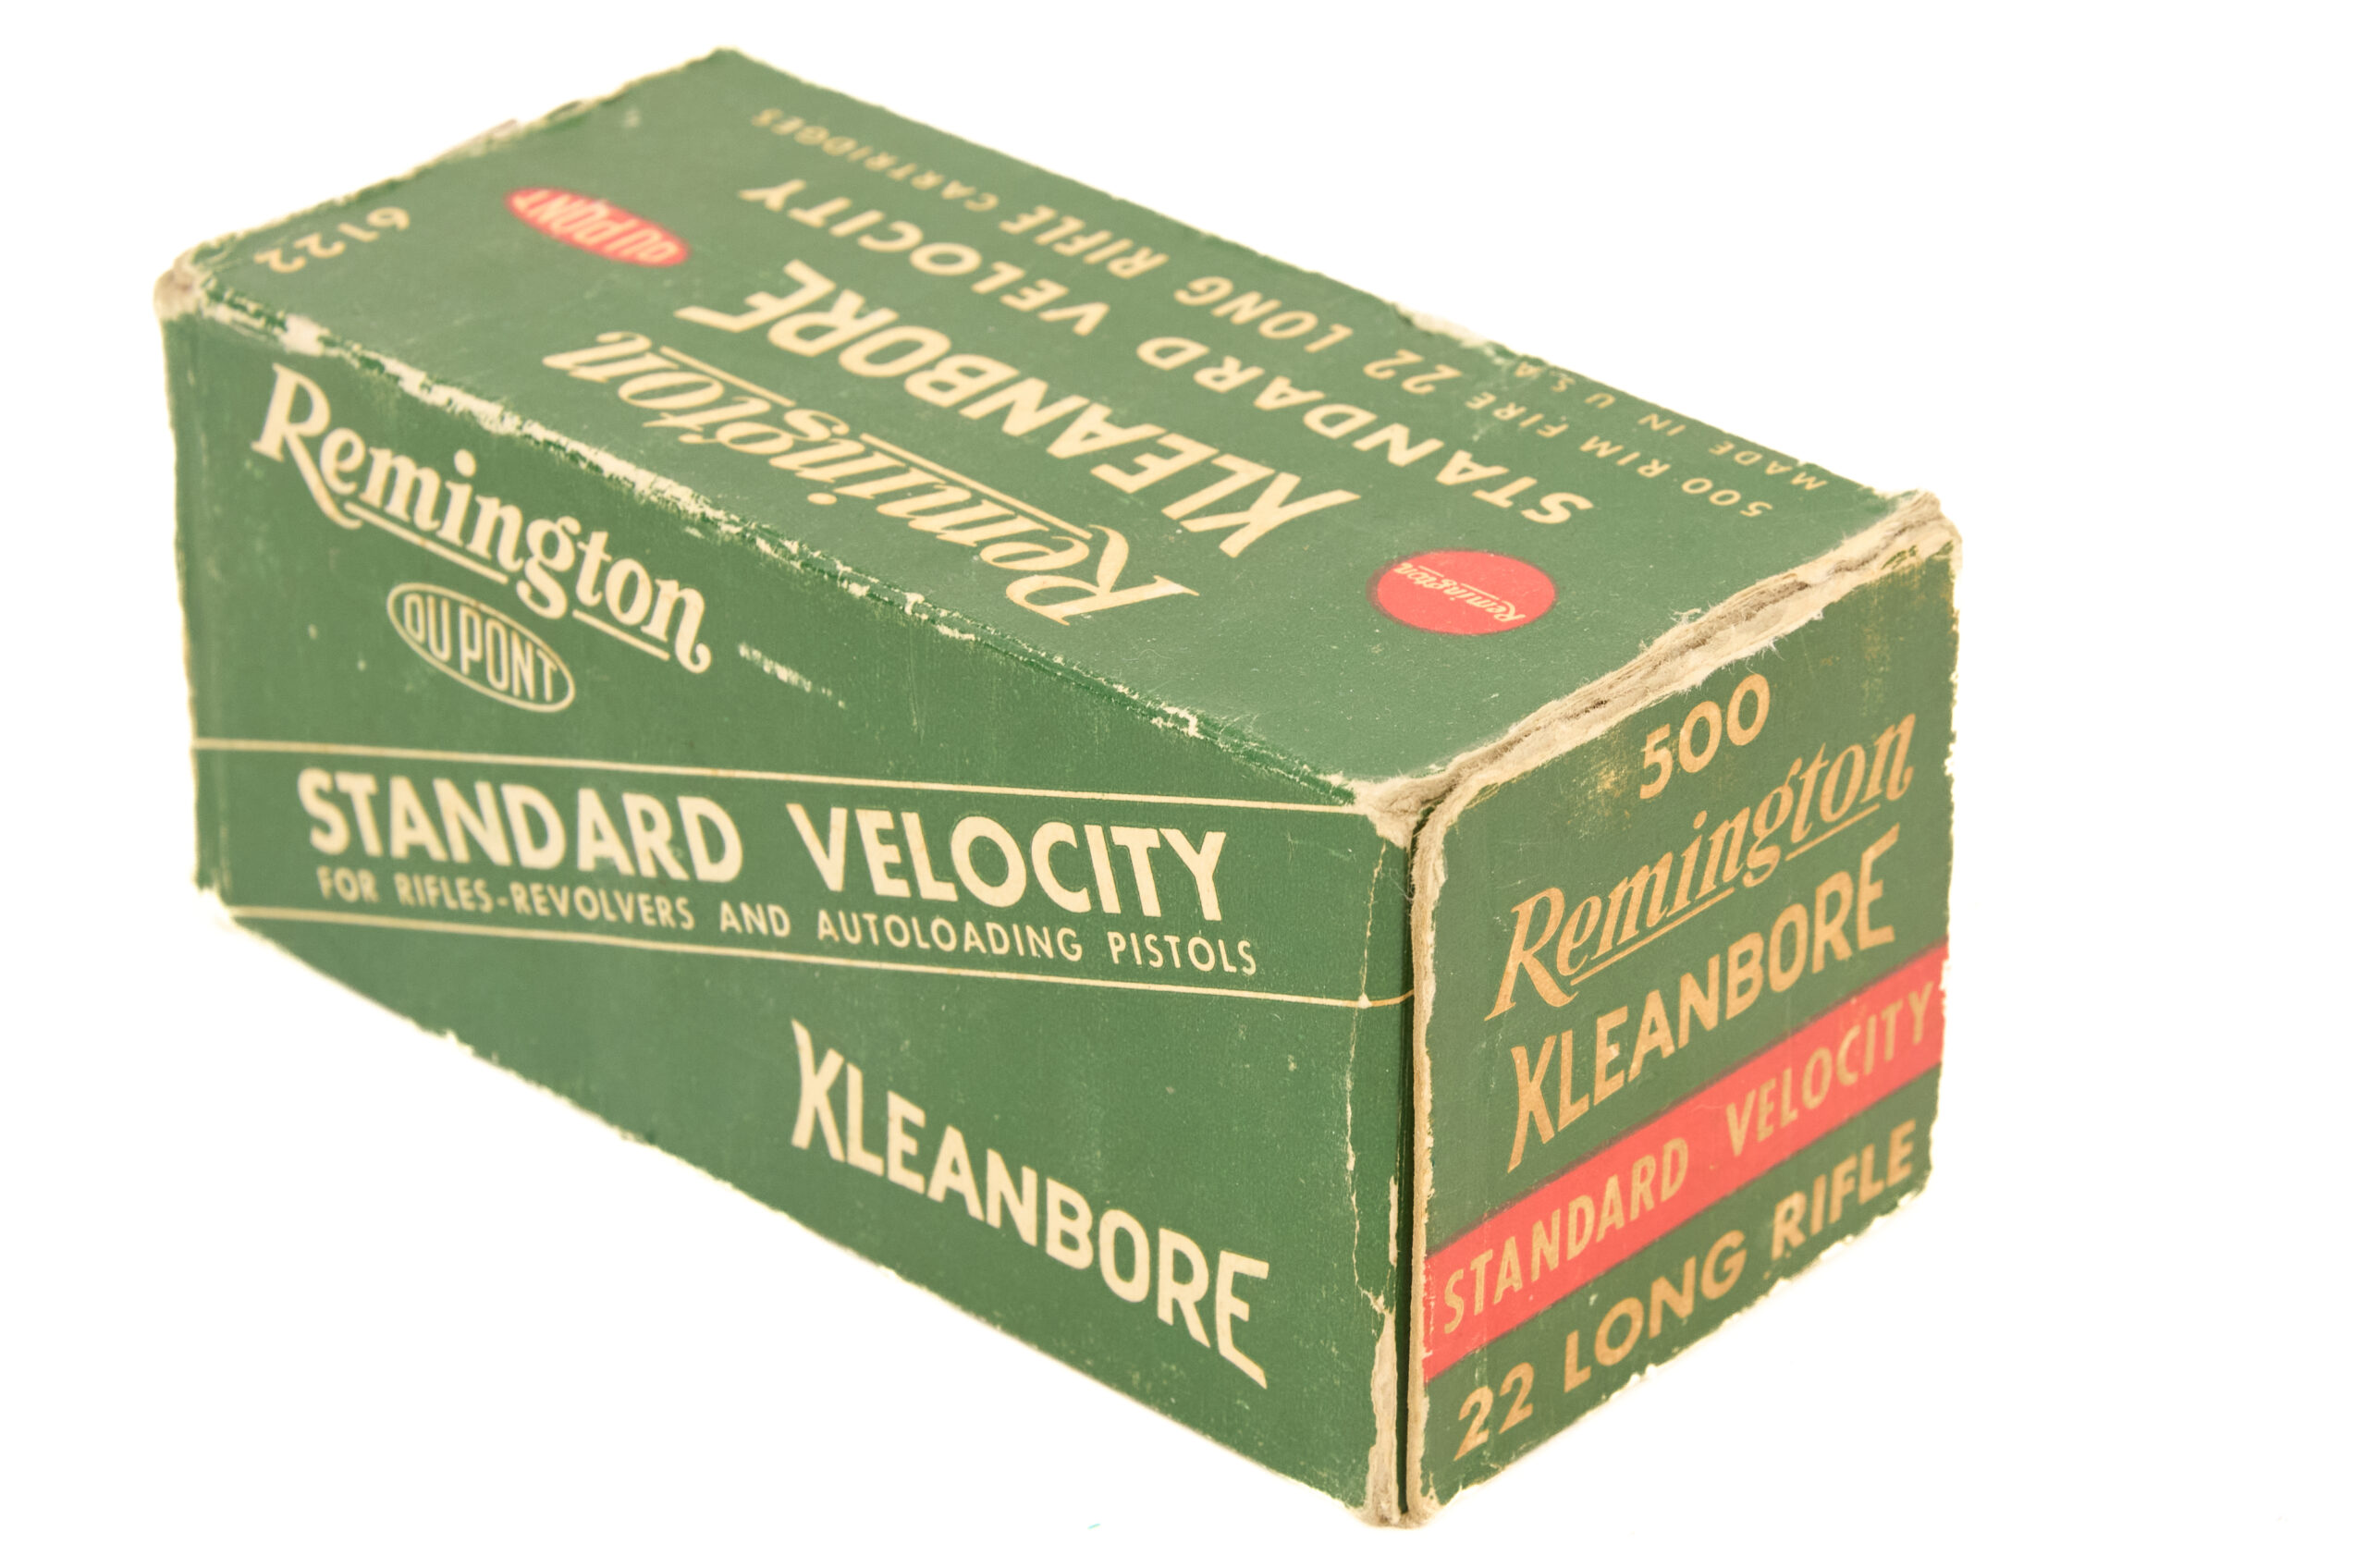 6122
DU PONT
Remington
KLEANBORE
STANDARD VELOCITY
500 RIM FIRE 22 LONG RIFLE CARTRIDGES
MADE IN U.S.A.
Remington
Remington
DU PONT
STANDARD VELOCITY
FOR RIFLES-REVOLVERS AND AUTOLOADING PISTOLS
KLEANBORE
500
Remington
KLEANBORE
STANDARD VELOCITY
22 LONG RIFLE